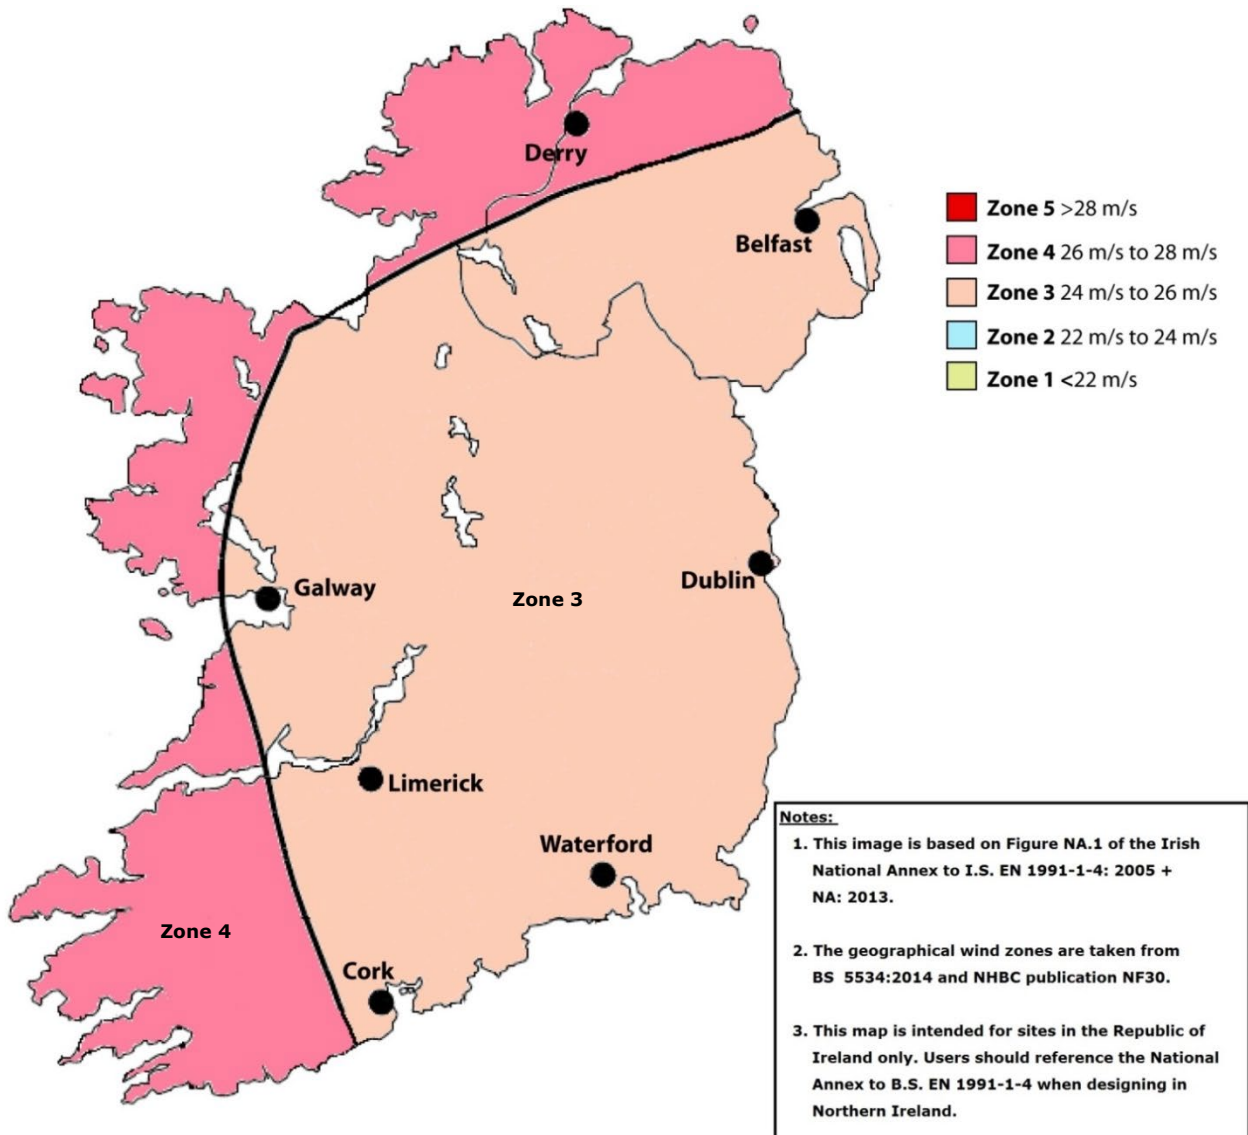 Derry
Belfast
Zone 5 >28 m/s
Zone 4 26 m/s to 28 m/s
Zone 3 24 m/s to 26 m/s
Zone 2 22 m/s to 24 m/s
Zone 1 <22 m/s
Galway
Zone 3
Dublin
Limerick
Waterford
Zone 4
Cork
Notes:
1. This image is based on Figure NA.1 of the Irish
National Annex to I.S. EN 1991-1-4: 2005 +
NA: 2013.
2. The geographical wind zones are taken from
BS 5534:2014 and NHBC publication NF30.
3. This map is intended for sites in the Republic of
Ireland only. Users should reference the National
Annex to B.S. EN 1991-1-4 when designing in
Northern Ireland.